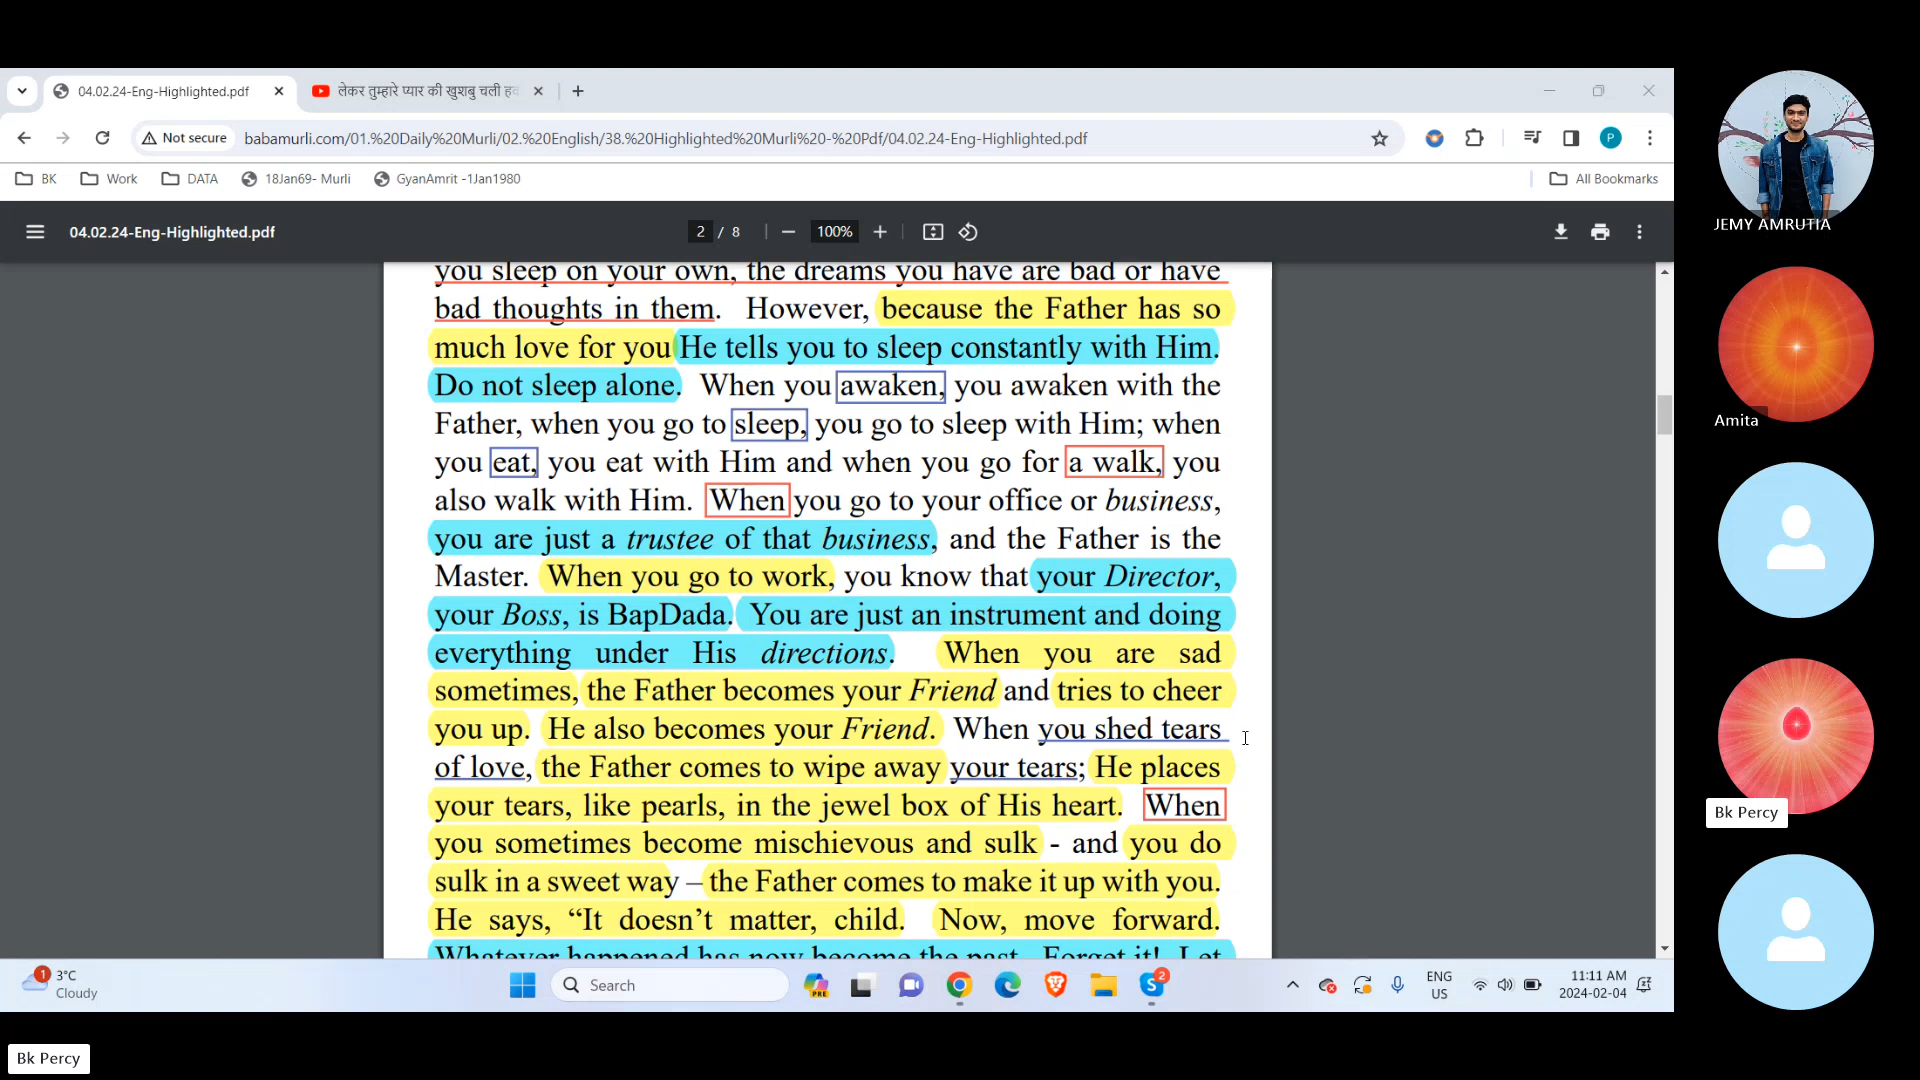 04.02.24-Eng-Highlighted.pdf
लेकर तुम्हारे प्यार की खुशबु चली
Not secure
babamurli.com/01.%20Daily%20Murli/02.%20English/38.%20Highlighted%20Murli%20-%20Pdf/04.02.24-Eng-Highlighted.pdf
P
BK
Work
DATA
18Jan69- Murli
GyanAmrit -1Jan1980
All Bookmarks
04.02.24-Eng-Highlighted.pdf
2 / 8
100%
you sleep on your own, the dreams you have are bad or have
bad thoughts in them. However, because the Father has so
much love for you He tells you to sleep constantly with Him.
Do not sleep alone. When you awaken, you awaken with the
Father, when you go to sleep, you go to sleep with Him; when
you eat, you eat with Him and when you go for a walk, you
also walk with Him. When you go to your office or business,
you are just a trustee of that business, and the Father is the
Master. When you go to work, you know that your Director,
your Boss, is BapDada. You are just an instrument and doing
everything under His directions. When you are sad
sometimes, the Father becomes your Friend and tries to cheer
you up. He also becomes your Friend. When you shed tears
of love, the Father comes to wipe away your tears; He places
your tears, like pearls, in the jewel box of His heart. When
you sometimes become mischievous and sulk - and you do
sulk in a sweet way – the Father comes to make it up with you.
He says, “It doesn’t matter, child. Now, move forward.
Whatever happened has now become the past. Forget it! Let
JEMY AMRUTIA
Amita
Bk Percy
1
3°C
Cloudy
Search
PRE
2
ENG
US
11:11 AM
2024-02-04
Bk Percy